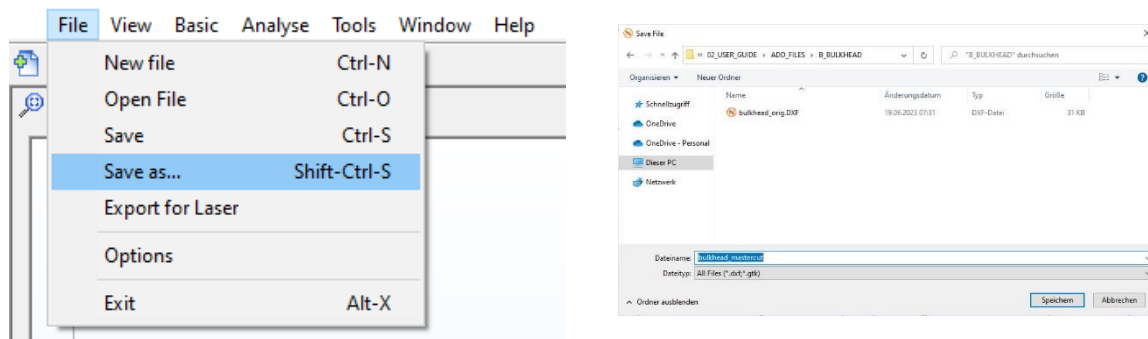 File View Basic Analyse Tools Window Help
New file Ctrl-N
Open File Ctrl-O
Save Ctrl-S
Save as... Shift-Ctrl-S
Export for Laser
Options
Exit Alt-X
Save File
« 02_USER_GUIDE › ADD_FILES › B_BULKHEAD
"B_BULKHEAD" durchsuchen
Organisieren Neuer Ordner
Name Änderungsdatum Typ Größe
bulkhead_orig.DXF 19.06.2023 07:31 DXF-Datei 31 KB
Schnellzugriff
OneDrive
OneDrive - Personal
Dieser PC
Netzwerk
Dateiname: bulkhead_mastercut
Dateityp: All Files (*.dxf;*.gtk)
Ordner ausblenden Speichern Abbrechen